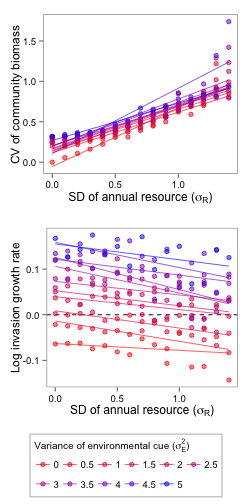 CV of community biomass
1.5
1.0
0.5
0.0
0.0 0.5 1.0
SD of annual resource (σR)
Log invasion growth rate
0.1
0.0
-0.1
0.0 0.5 1.0
SD of annual resource (σR)
Variance of environmental cue (σ²E)
0 0.5 1 1.5 2 2.5
3 3.5 4 4.5 5